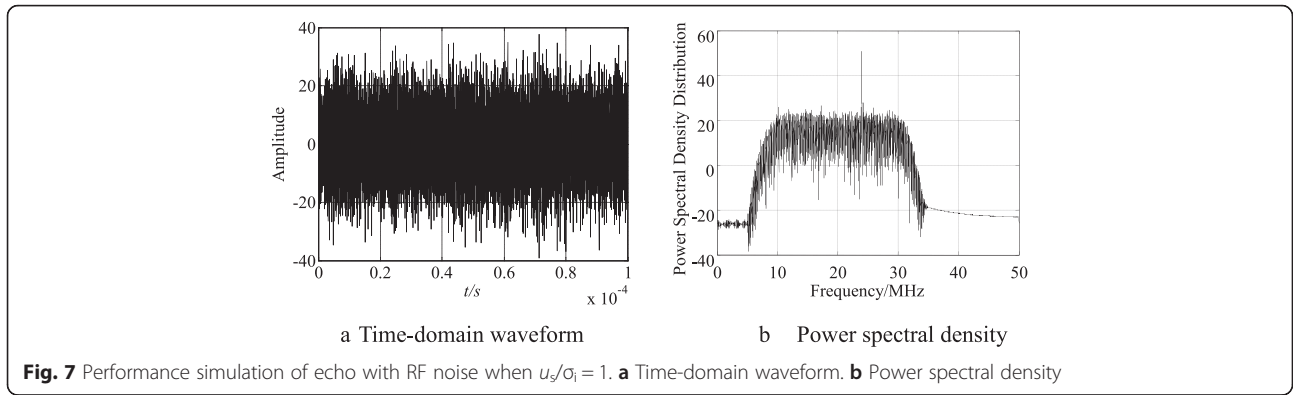 40
20
0
-20
-40
Amplitude
0 0.2 0.4 0.6 0.8 1
t/s
x 10-4
a Time-domain waveform
60
40
20
0
-20
-40
Power Spectral Density Distribution
0 10 20 30 40 50
Frequency/MHz
b Power spectral density
Fig. 7 Performance simulation of echo with RF noise when us/σi = 1. a Time-domain waveform. b Power spectral density